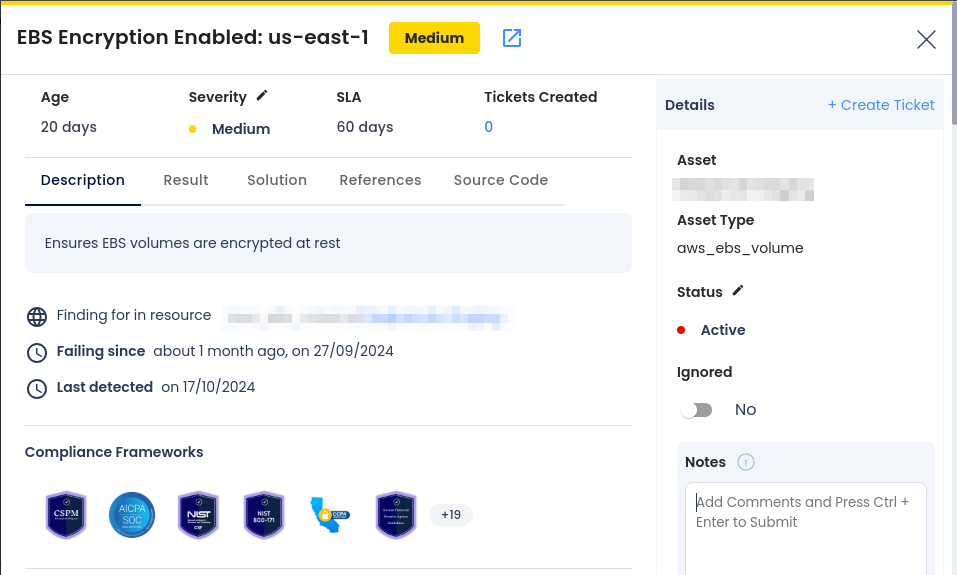 EBS Encryption Enabled: us-east-1
Medium
Age
Severity
SLA
Tickets Created
20 days
Medium
60 days
0
Description
Result
Solution
References
Source Code
Ensures EBS volumes are encrypted at rest
Finding for in resource
Failing since about 1 month ago, on 27/09/2024
Last detected on 17/10/2024
Compliance Frameworks
CSPM
AICPA
SOC
NIST
CSF
NIST
800-171
CCPA
+19
Details
+ Create Ticket
Asset
Asset Type
aws_ebs_volume
Status
Active
Ignored
No
Notes
Add Comments and Press Ctrl +
Enter to Submit